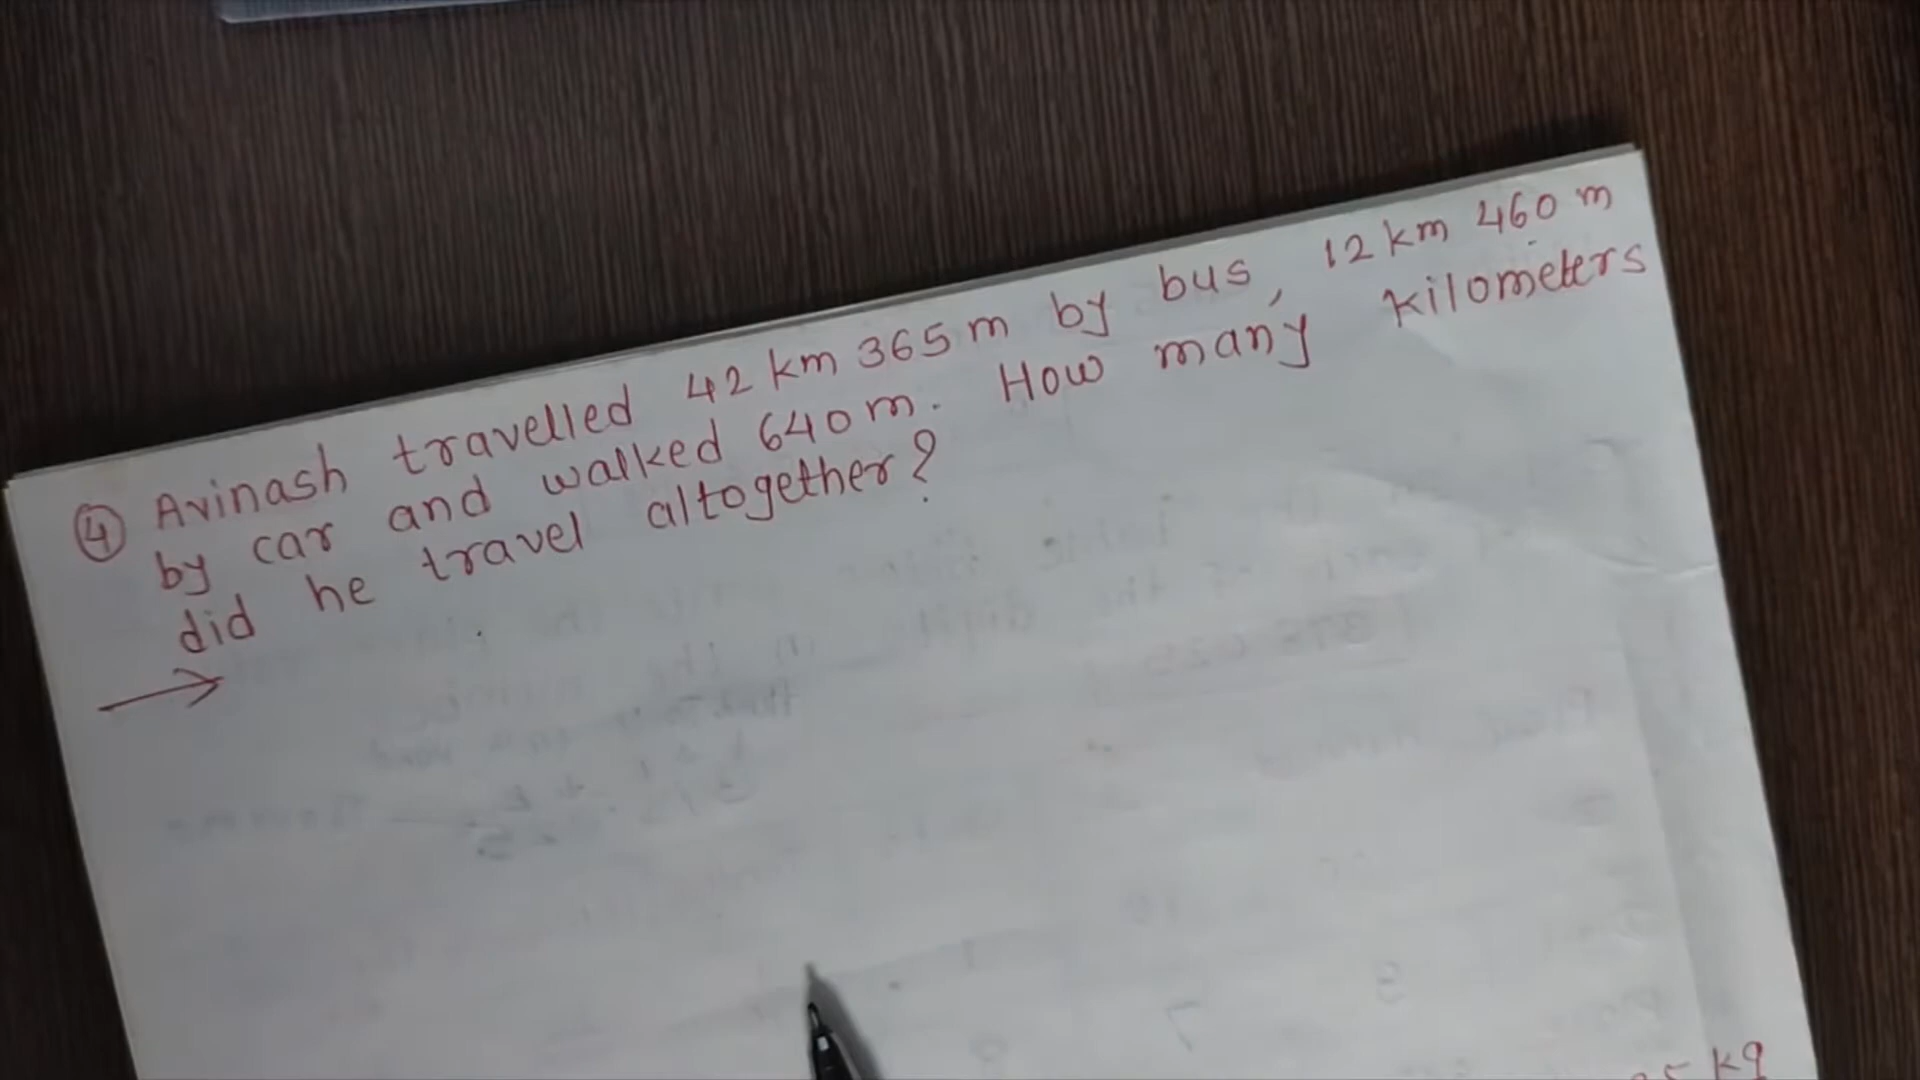 ④ Avinash travelled 42 km 365 m by bus, 12 km 460 m
by car and walked 640 m. How many kilometers
did he travel altogether?
→
kg